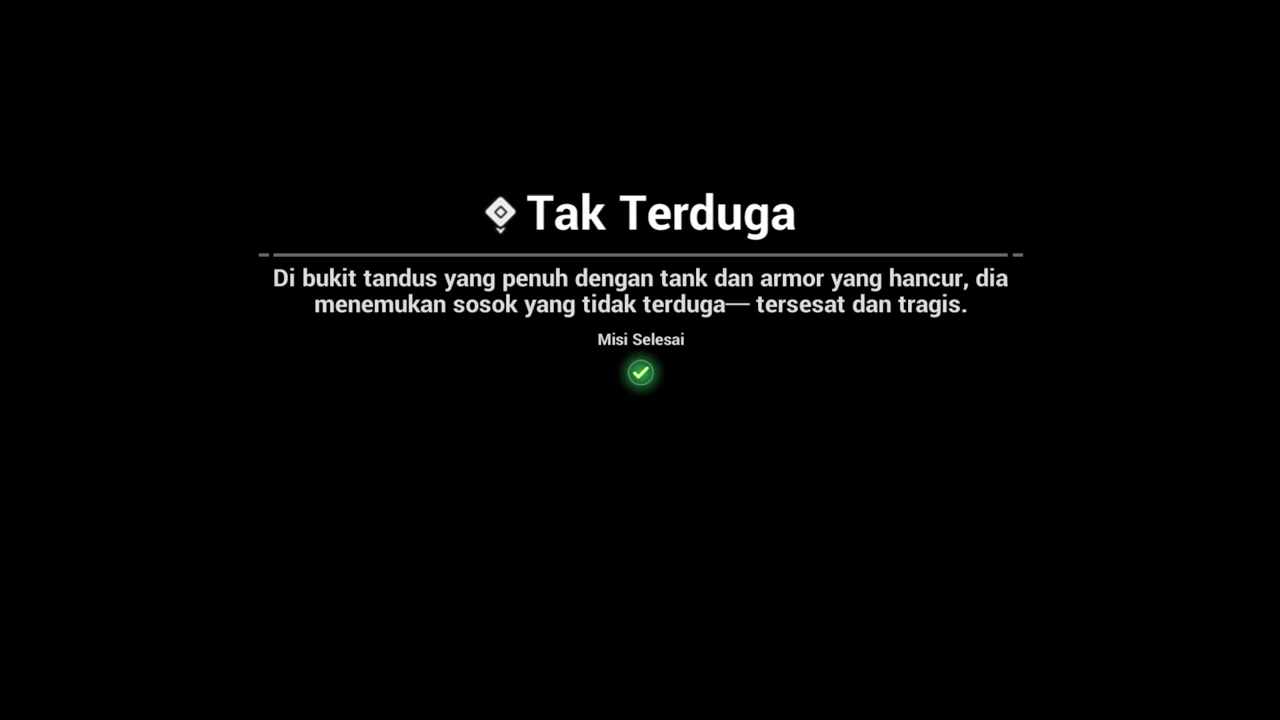 Tak Terduga
Di bukit tandus yang penuh dengan tank dan armor yang hancur, dia
menemukan sosok yang tidak terduga— tersesat dan tragis.
Misi Selesai